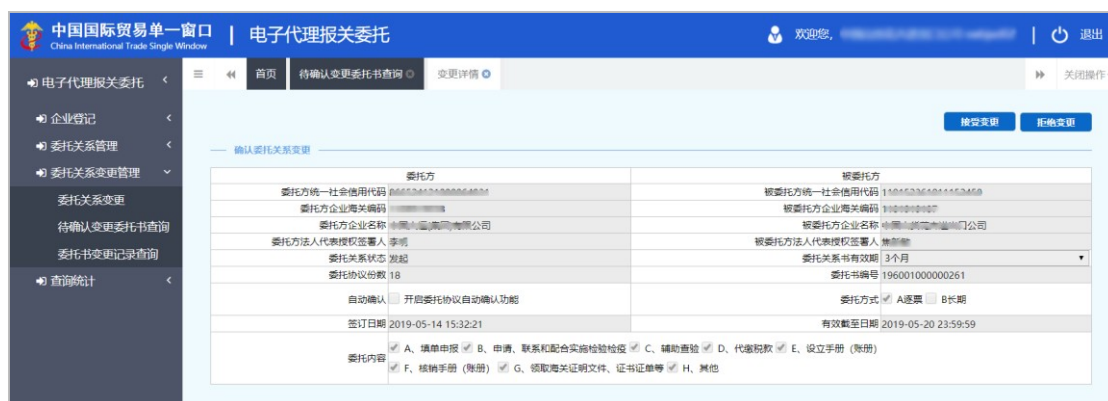 中国国际贸易单一窗口 | 电子代理报关委托 欢迎您, | 退出
China International Trade Single Window
电子代理报关委托 首页 待确认变更委托书查询 变更详情 关闭操作
企业登记 接受变更 拒绝变更
委托关系管理 确认委托关系变更
委托关系变更管理 委托方 被委托方
委托方统一社会信用代码 被委托方统一社会信用代码
委托关系变更 委托方企业海关编码 被委托方企业海关编码
待确认变更委托书查询 委托方企业名称 有限公司 被委托方企业名称 口公司
委托方法人代表授权签署人 李明 被委托方法人代表授权签署人
委托书变更记录查询 委托关系状态 发起 委托关系书有效期 3个月
查询统计 委托协议份数 18 委托书编号 196001000000261
自动确认 开启委托协议自动确认功能 委托方式 A逐票 B长期
签订日期 2019-05-14 15:32:21 有效截至日期 2019-05-20 23:59:59
委托内容 A、填单申报 B、申请、联系和配合实施检验检疫 C、辅助查验 D、代缴税款 E、设立手册（账册）
F、核销手册（账册） G、领取海关证明文件、证书证单等 H、其他